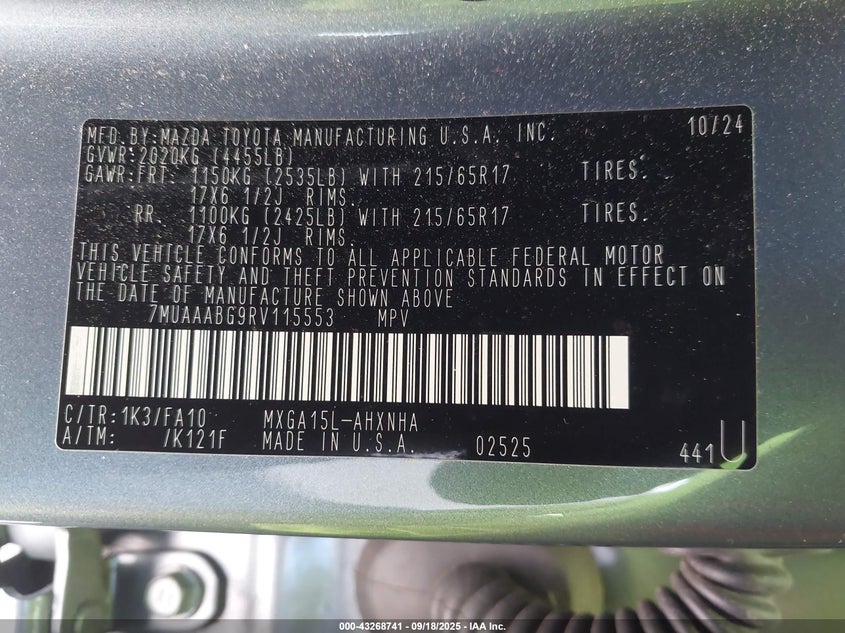 MFD.BY:MAZDA TOYOTA MANUFACTURING U.S.A. INC. 10/24
GVWR:2020KG (4455LB)
GAWR:FRT. 1150KG (2535LB) WITH 215/65R17 TIRES.
17X6 1/2J RIMS.
RR. 1100KG (2425LB) WITH 215/65R17 TIRES.
17X6 1/2J RIMS.
THIS VEHICLE CONFORMS TO ALL APPLICABLE FEDERAL MOTOR
VEHICLE SAFETY AND THEFT PREVENTION STANDARDS IN EFFECT ON
THE DATE OF MANUFACTURE SHOWN ABOVE.
7MUAAABG9RV115553 MPV
C/TR:1K3/FA10 MXGA15L-AHXNHA
A/TM: /K121F MADE IN U.S.A. 02525 441U
000-43268741 - 09/18/2025 - IAA Inc.